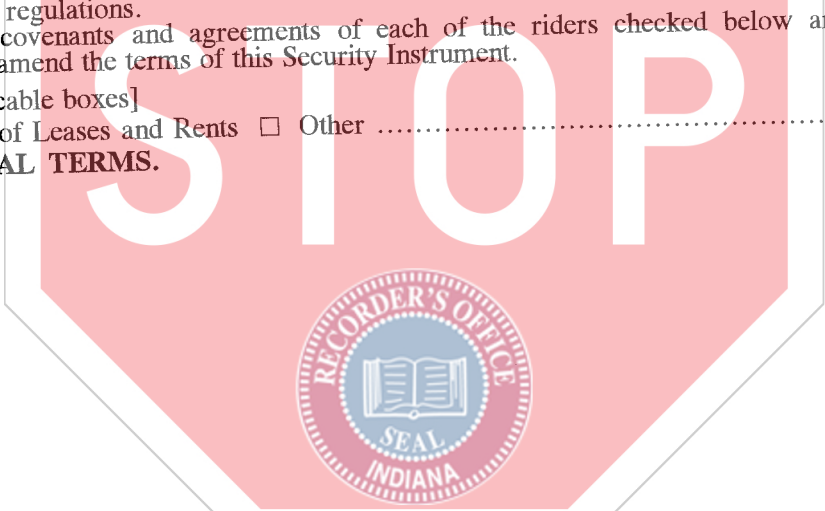 regulations.
covenants and agreements of each of the riders checked below
amend the terms of this Security Instrument.
cable boxes]
of Leases and Rents ☐ Other ................................................
AL TERMS.
STOP
RECORDER'S OFFICE
SEAL
INDIANA